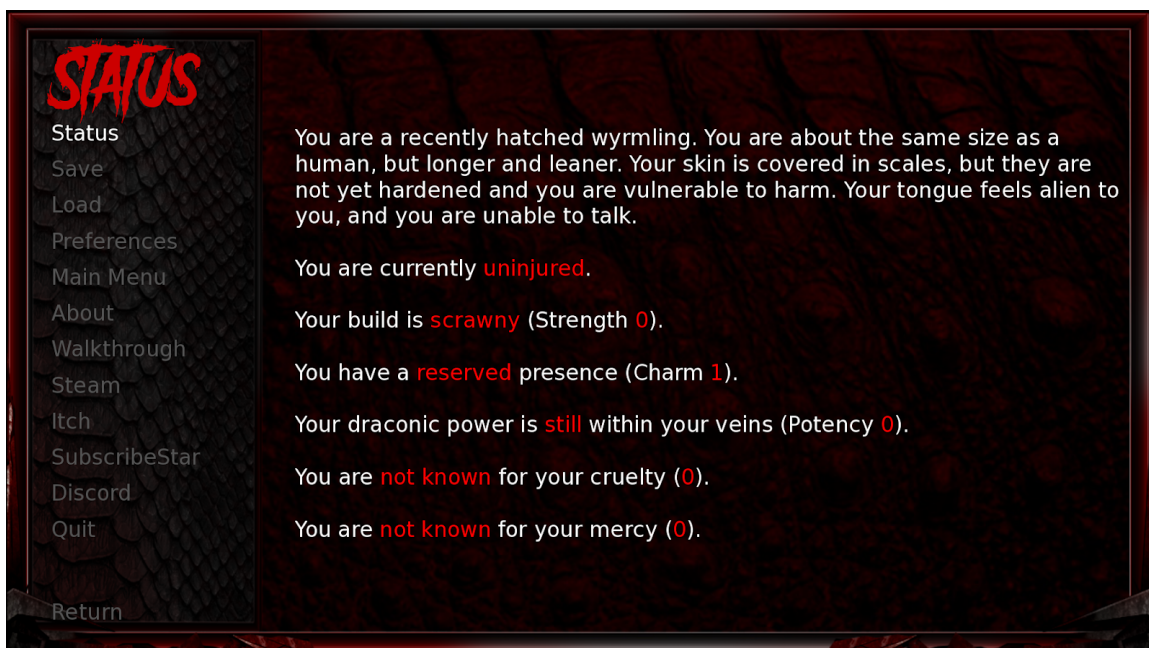 STATUS
Status
Save
Load
Preferences
Main Menu
About
Walkthrough
Steam
Itch
SubscribeStar
Discord
Quit
Return
You are a recently hatched wyrmling. You are about the same size as a
human, but longer and leaner. Your skin is covered in scales, but they are
not yet hardened and you are vulnerable to harm. Your tongue feels alien to
you, and you are unable to talk.
You are currently uninjured.
Your build is scrawny (Strength 0).
You have a reserved presence (Charm 1).
Your draconic power is still within your veins (Potency 0).
You are not known for your cruelty (0).
You are not known for your mercy (0).